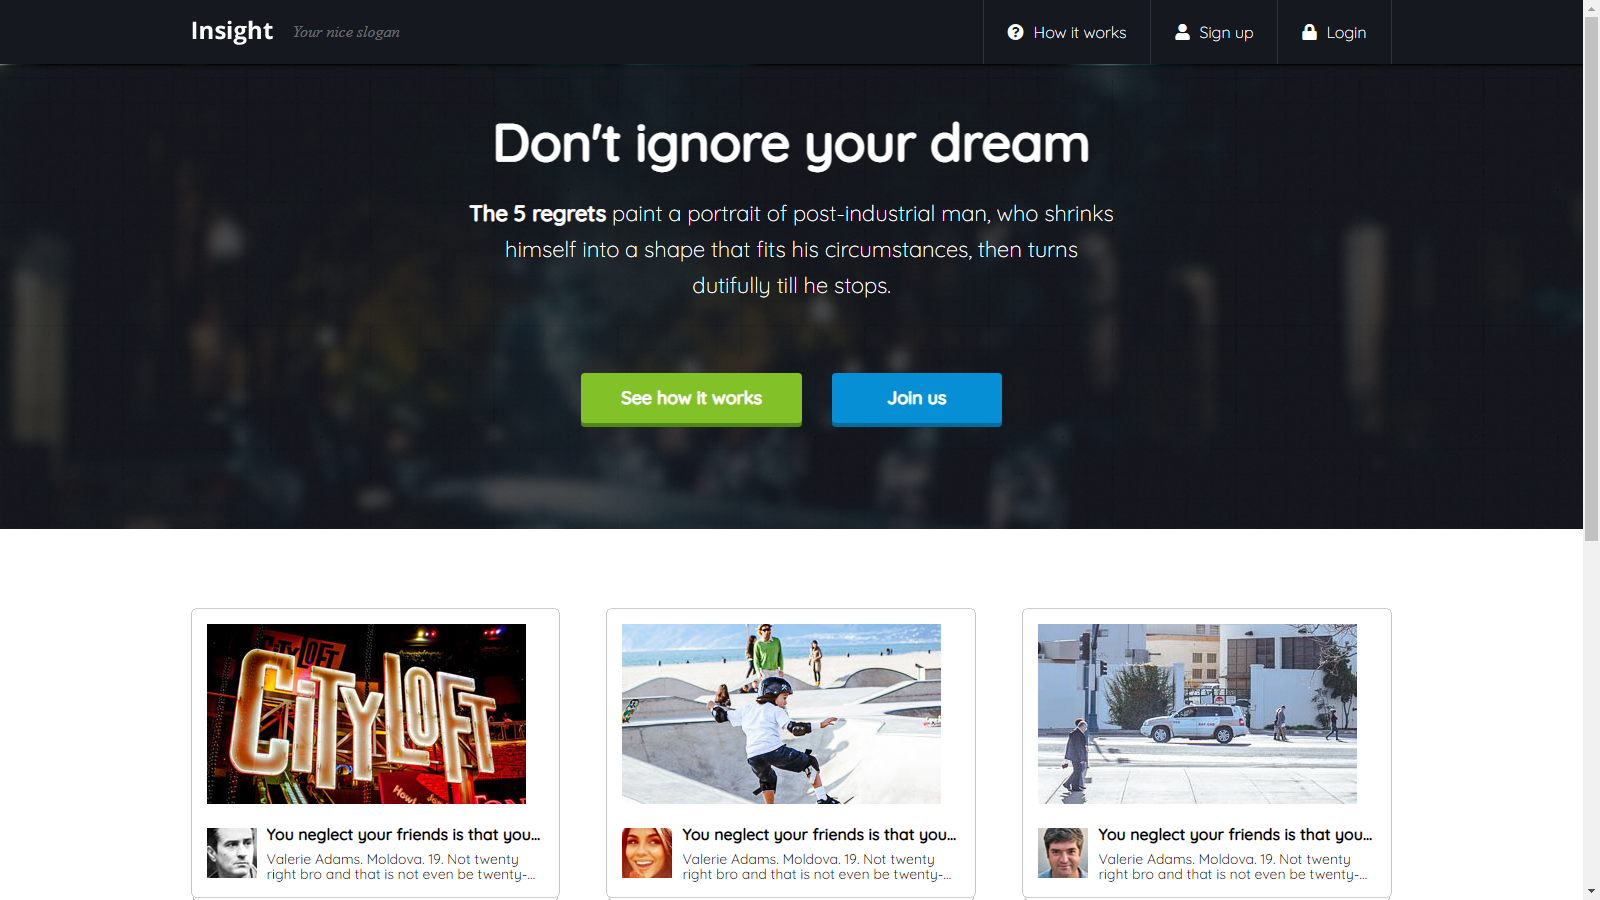 Insight
Your nice slogan
How it works
Sign up
Login
Don't ignore your dream
The 5 regrets paint a portrait of post-industrial man, who shrinks
himself into a shape that fits his circumstances, then turns
dutifully till he stops.
See how it works
Join us
CITYLOFT
CITYLOFT
You neglect your friends is that you...
Valerie Adams. Moldova. 19. Not twenty
right bro and that is not even be twenty-...
You neglect your friends is that you...
Valerie Adams. Moldova. 19. Not twenty
right bro and that is not even be twenty-...
You neglect your friends is that you...
Valerie Adams. Moldova. 19. Not twenty
right bro and that is not even be twenty-...